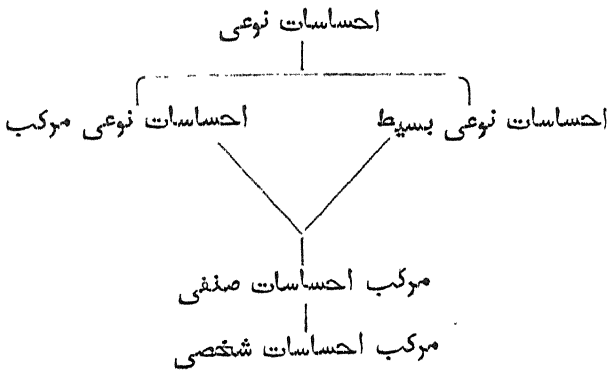 احساسات نوعی
احساسات نوعی بسیط
احساسات نوعی مرکب
مرکب احساسات صنفی
مرکب احساسات شخصی